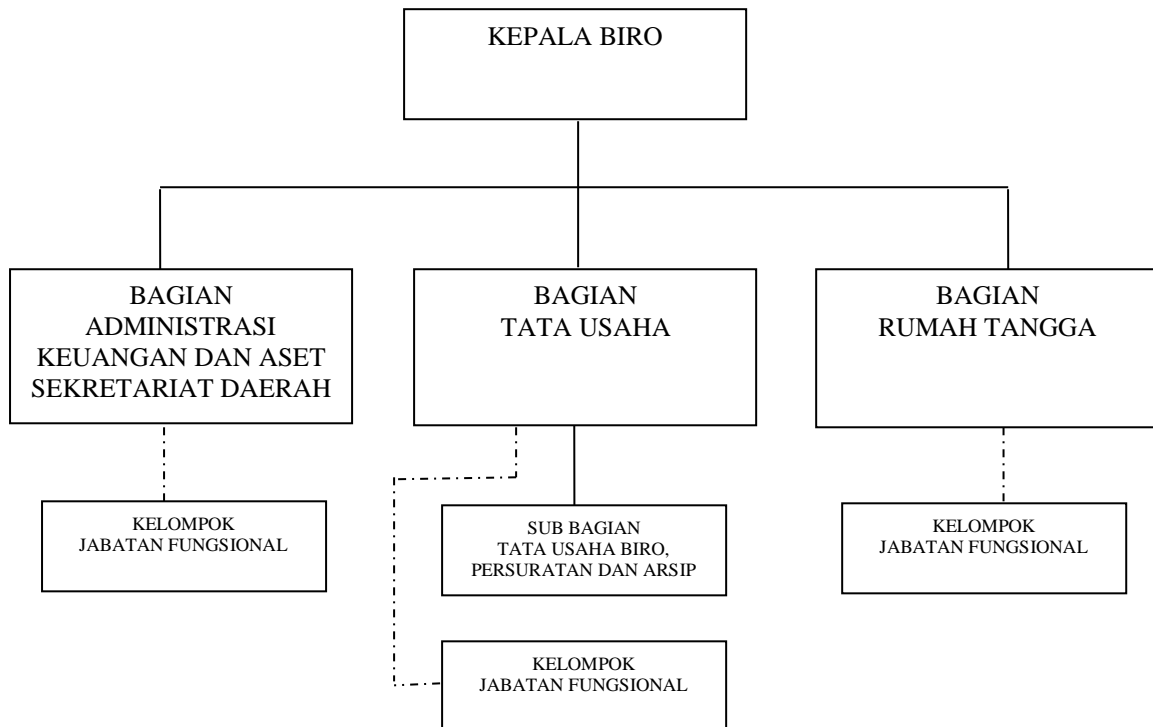 KEPALA BIRO
BAGIAN
ADMINISTRASI
KEUANGAN DAN ASET
SEKRETARIAT DAERAH
BAGIAN
TATA USAHA
BAGIAN
RUMAH TANGGA
KELOMPOK
JABATAN FUNGSIONAL
SUB BAGIAN
TATA USAHA BIRO,
PERSURATAN DAN ARSIP
KELOMPOK
JABATAN FUNGSIONAL
KELOMPOK
JABATAN FUNGSIONAL